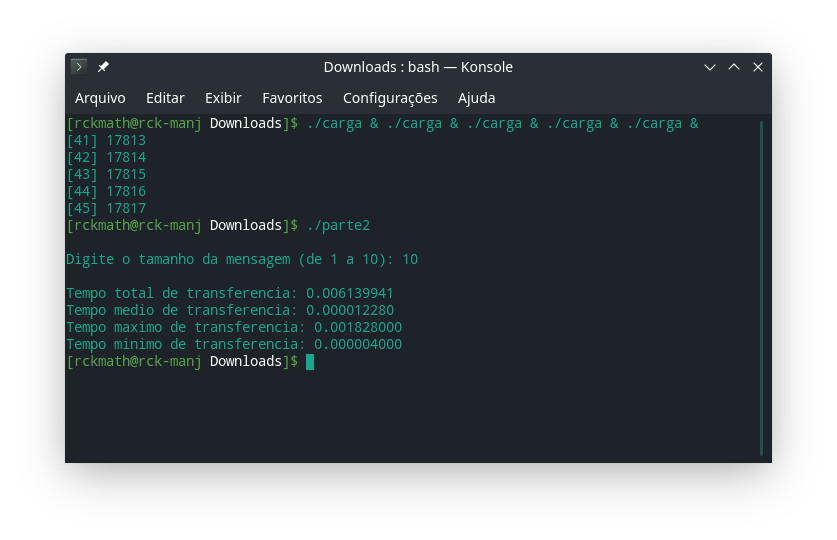 Downloads : bash — Konsole
Arquivo Editar Exibir Favoritos Configurações Ajuda
[rckmath@rck-manj Downloads]$ ./carga & ./carga & ./carga & ./carga & ./carga &
[41] 17813
[42] 17814
[43] 17815
[44] 17816
[45] 17817
[rckmath@rck-manj Downloads]$ ./parte2
Digite o tamanho da mensagem (de 1 a 10): 10
Tempo total de transferencia: 0.006139941
Tempo medio de transferencia: 0.000012280
Tempo maximo de transferencia: 0.001828000
Tempo minimo de transferencia: 0.000004000
[rckmath@rck-manj Downloads]$